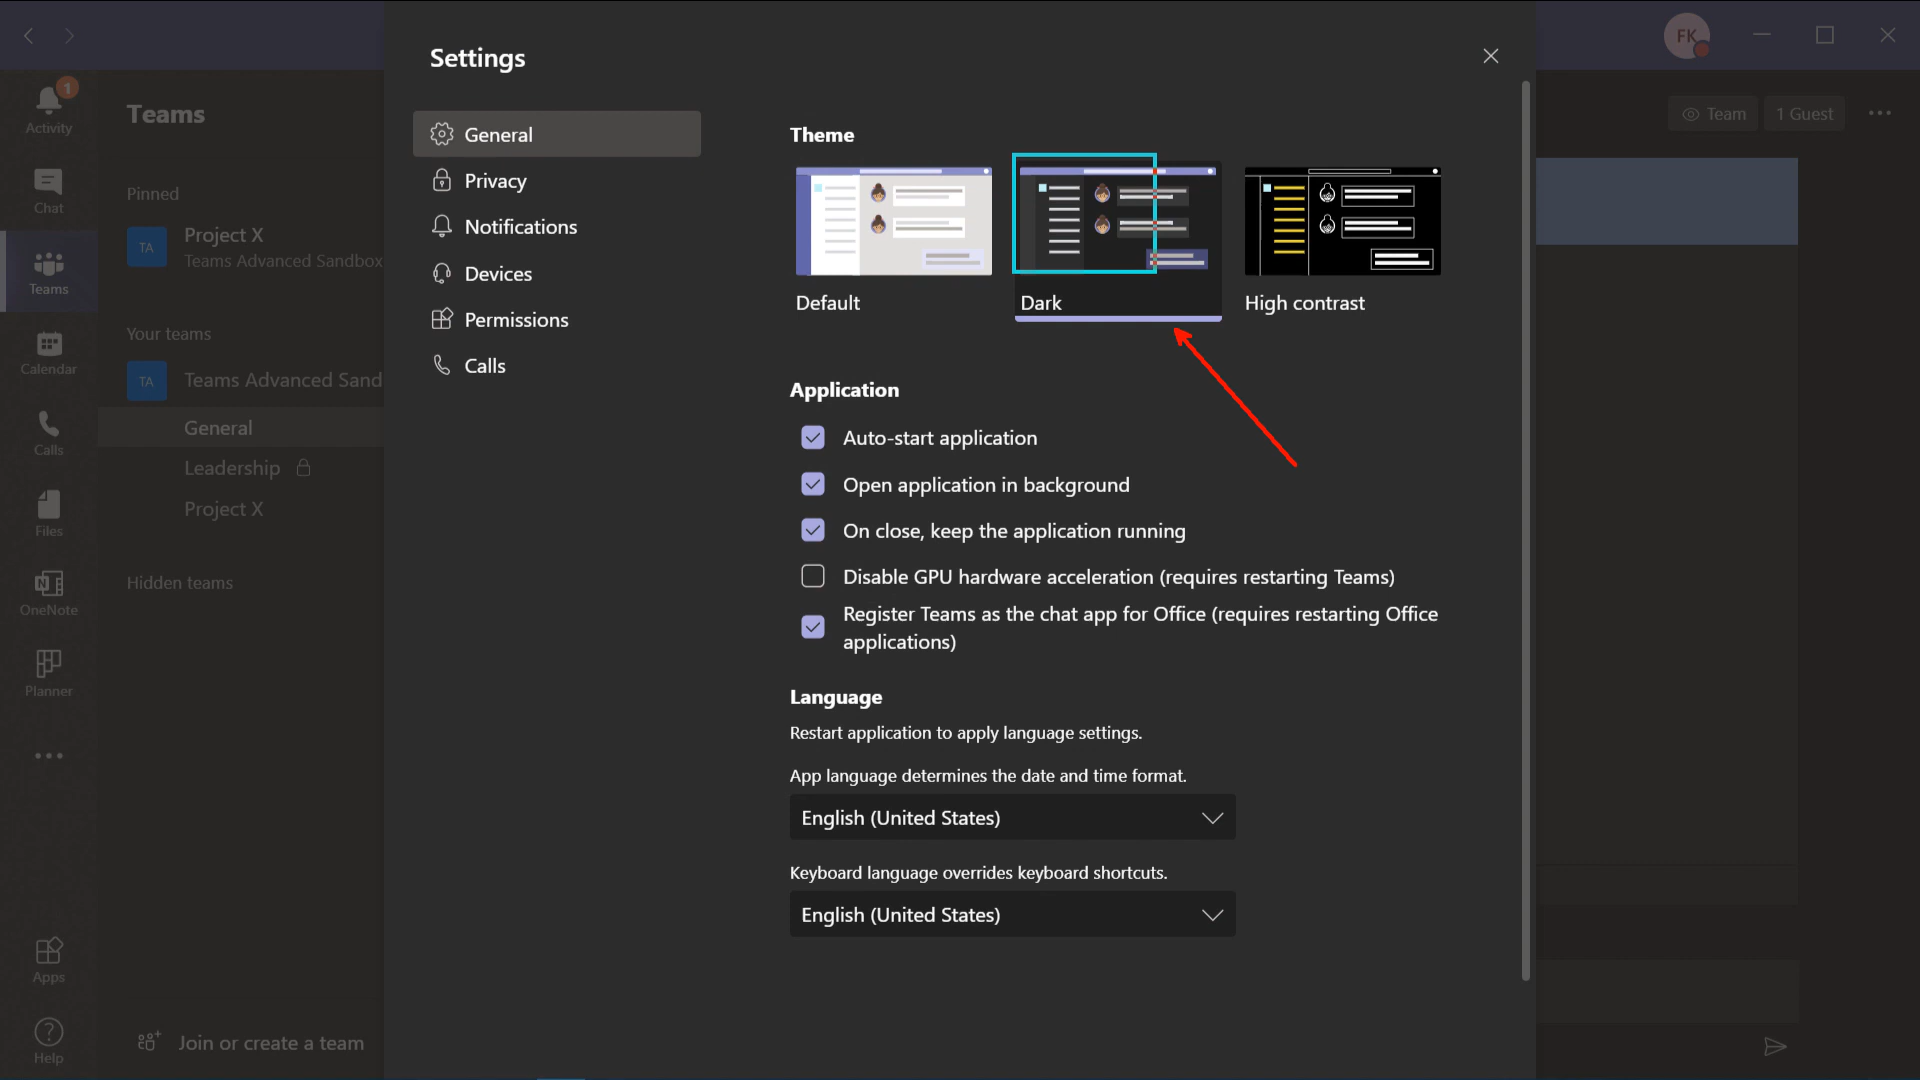 FK
Settings
1
Activity
Teams
General
Theme
Team
1 Guest
Privacy
Chat
Pinned
Project X
TA
Teams Advanced Sandbox
Notifications
Devices
Teams
Default
Dark
High contrast
Permissions
Your teams
Calendar
Calls
TA
Teams Advanced Sand
Application
General
Auto-start application
Calls
Leadership
Open application in background
Project X
Files
On close, keep the application running
Hidden teams
Disable GPU hardware acceleration (requires restarting Teams)
N
OneNote
Register Teams as the chat app for Office (requires restarting Office
applications)
Planner
Language
Restart application to apply language settings.
App language determines the date and time format.
English (United States)
Keyboard language overrides keyboard shortcuts.
English (United States)
Apps
Join or create a team
Help